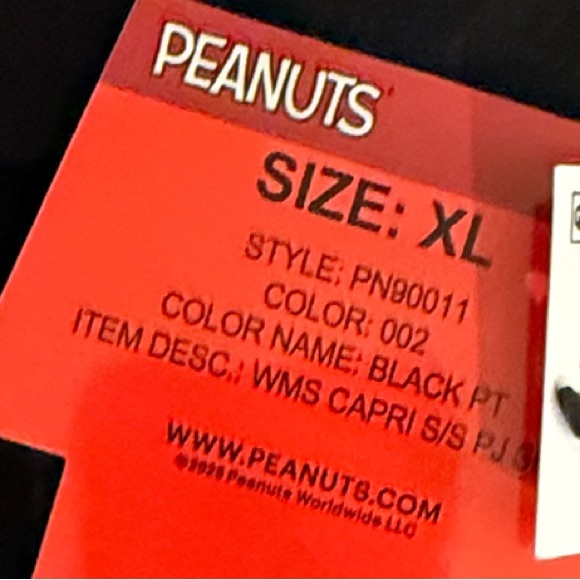 PEANUTS
SIZE: XL
STYLE: PN90011
COLOR: 002
COLOR NAME: BLACK PT
ITEM DESC.: WMS CAPRI S/S PJ
WWW.PEANUTS.COM
Peanuts Worldwide LLC